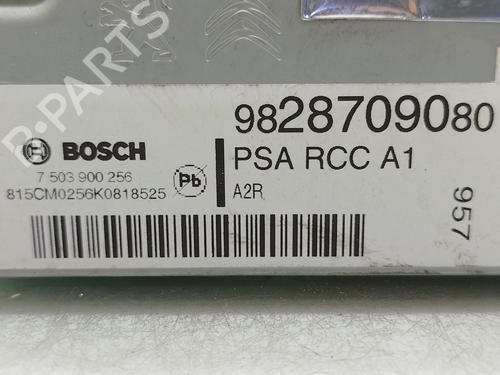 B-PARTS
9828709080
BOSCH
PSA RCC A1
7 503 900 256
815CM0256K0818525
Pb
A2R
957